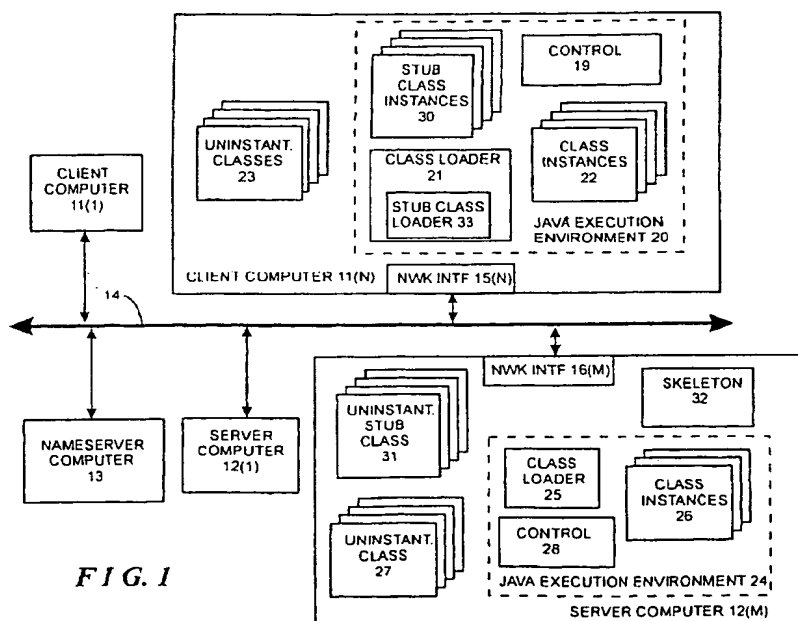 STUB
CLASS
INSTANCES
30
CONTROL
19
UNINSTANT.
CLASSES
23
CLASS LOADER
21
STUB CLASS
LOADER 33
CLASS
INSTANCES
22
JAVA EXECUTION
ENVIRONMENT 20
CLIENT COMPUTER 11(N)
NWK INTF 15(N)
CLIENT
COMPUTER
11(1)
14
NAMESERVER
COMPUTER
13
SERVER
COMPUTER
12(1)
NWK INTF 16(M)
UNINSTANT.
STUB
CLASS
31
SKELETON
32
UNINSTANT.
CLASS
27
CLASS
LOADER
25
CONTROL
28
CLASS
INSTANCES
26
JAVA EXECUTION ENVIRONMENT 24
SERVER COMPUTER 12(M)
FIG. 1